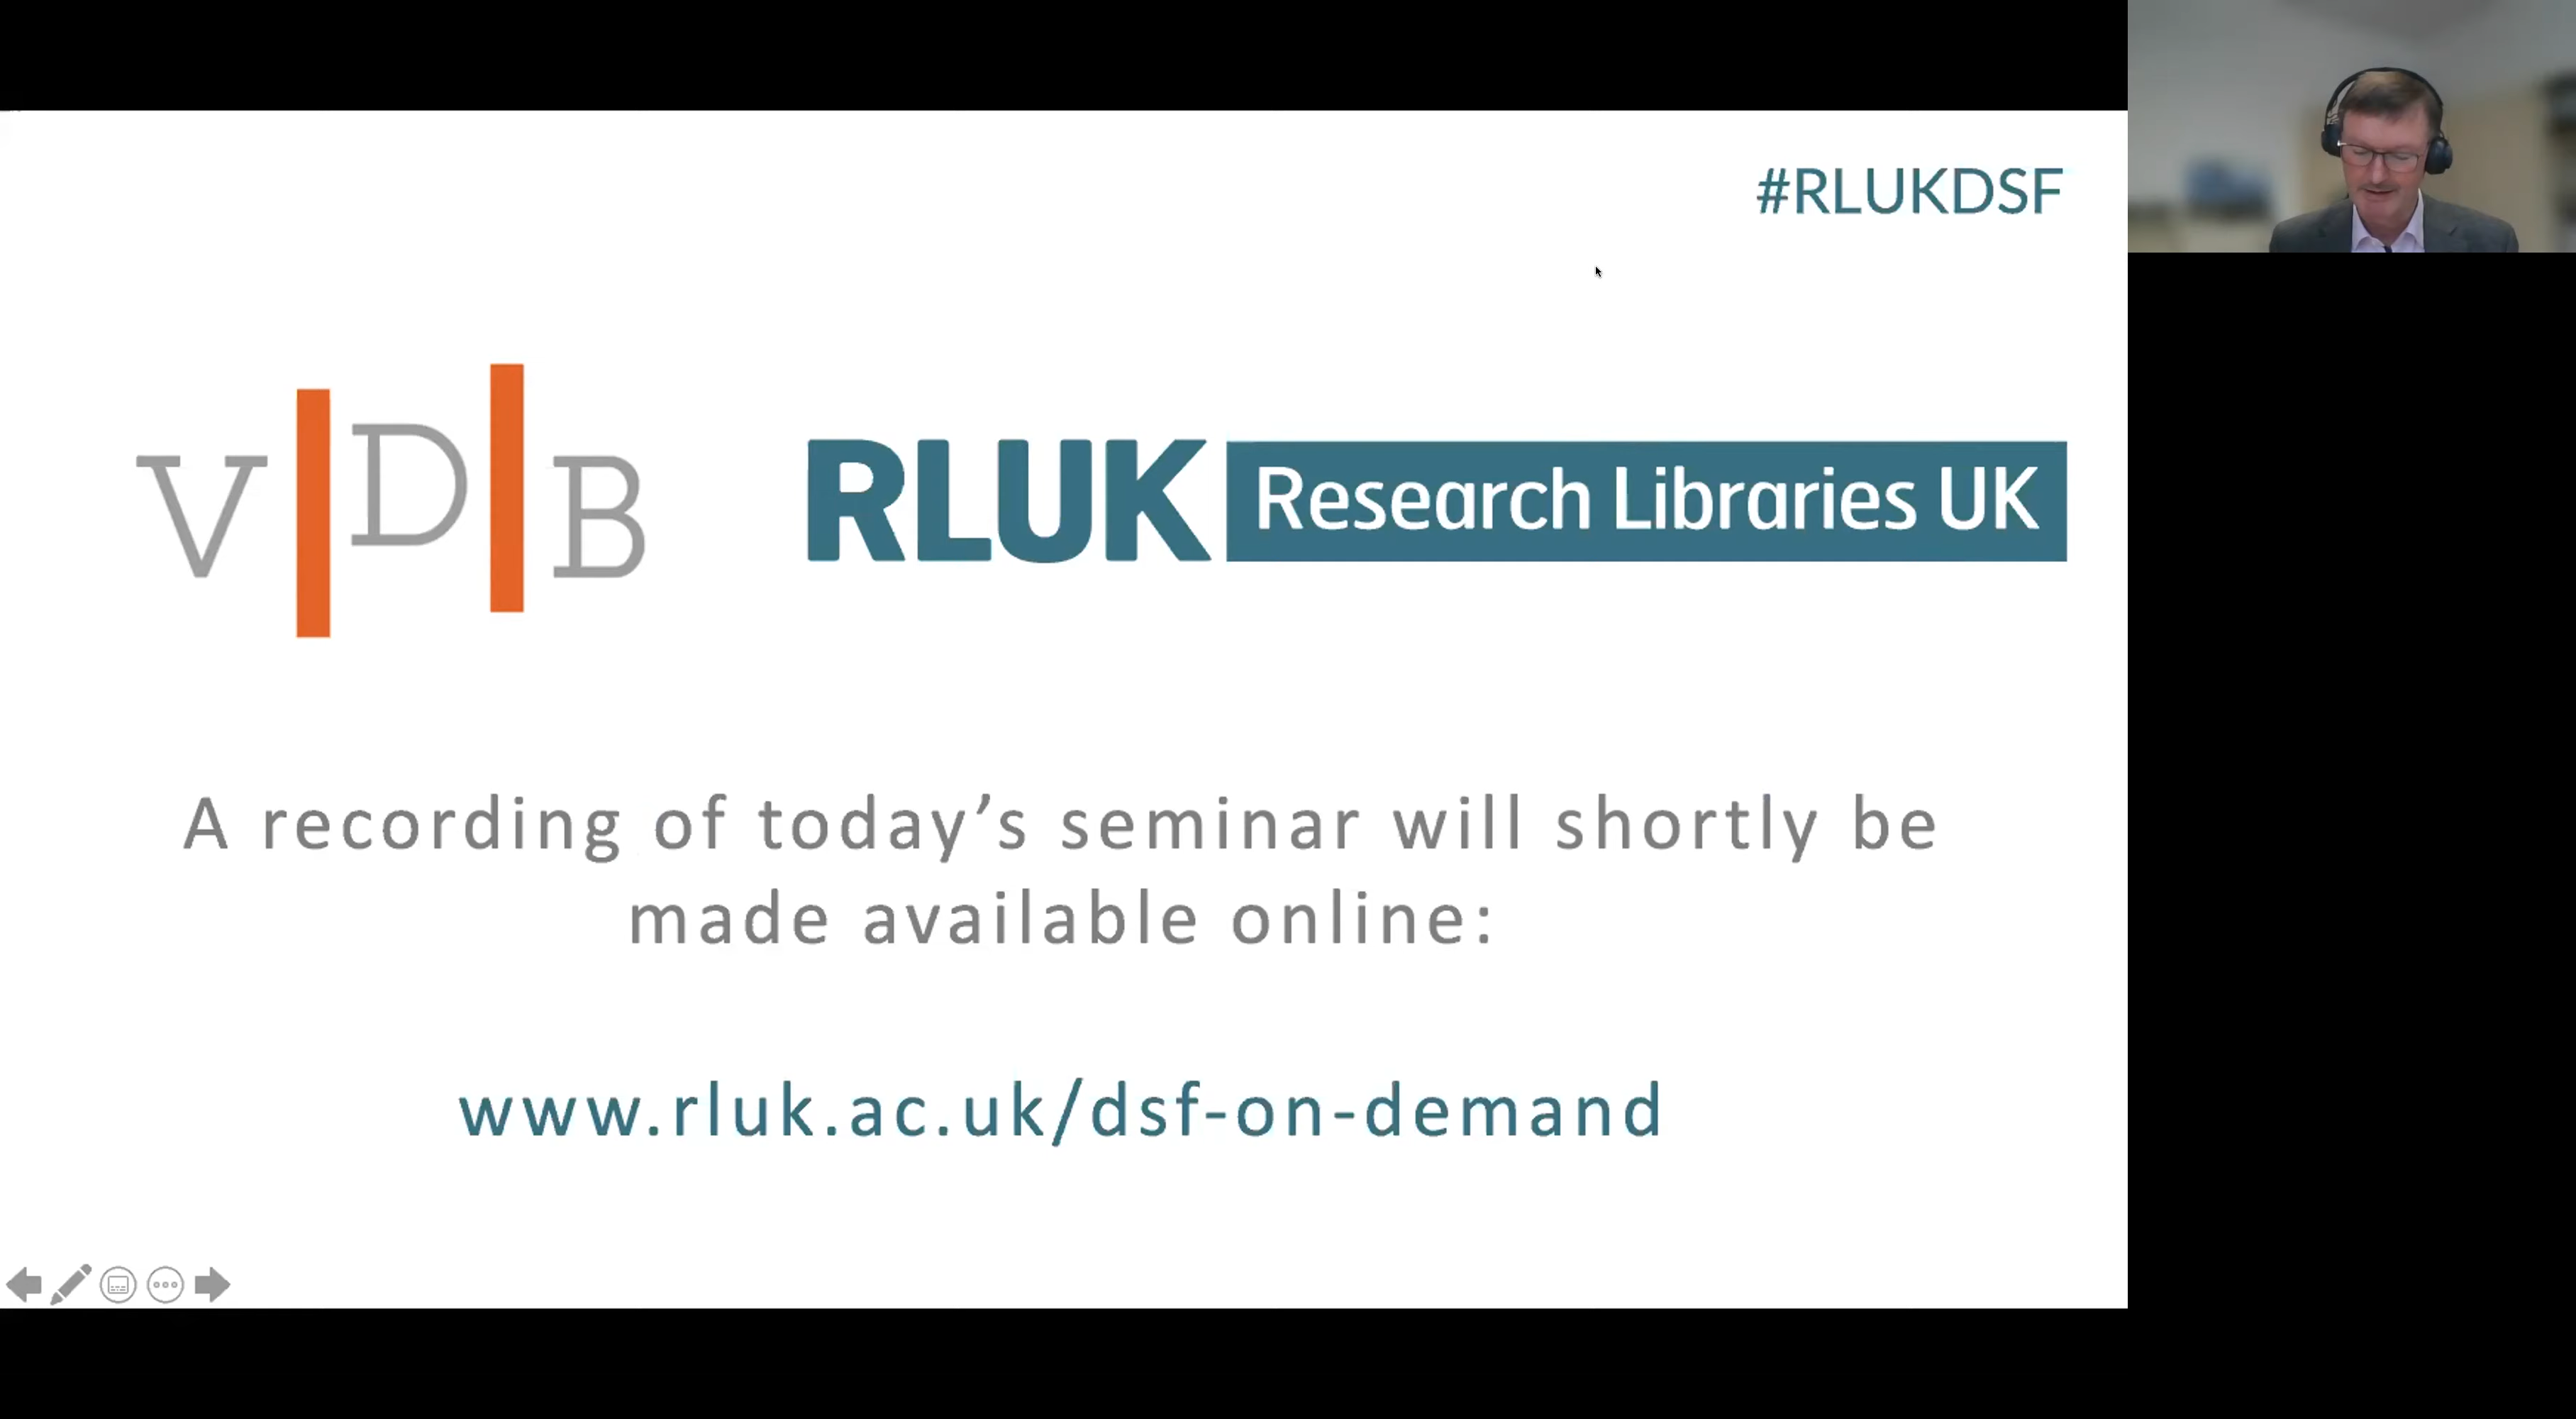 #RLUKDSF
V D B
RLUK Research Libraries UK
A recording of today’s seminar will shortly be
made available online:
www.rluk.ac.uk/dsf-on-demand